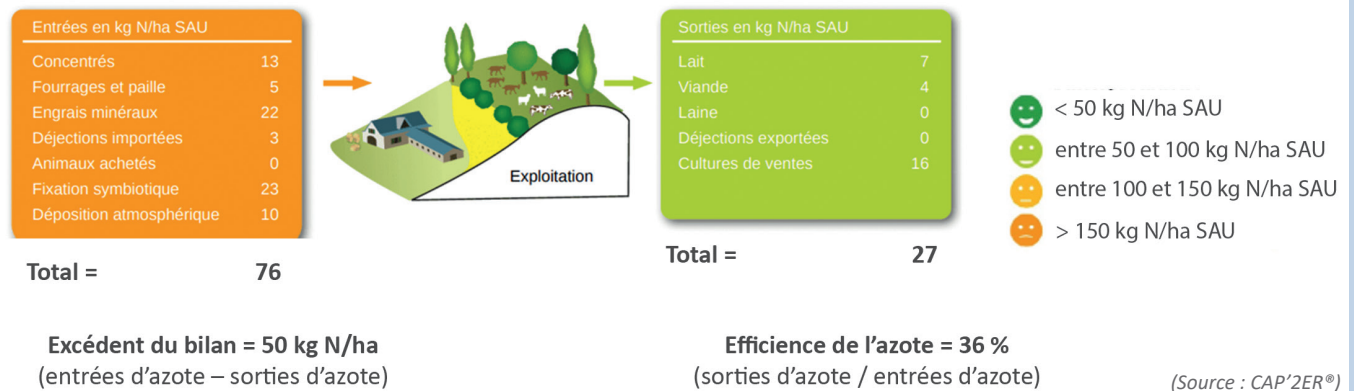 Entrées en kg N/ha SAU
Concentrés 13
Fourrages et paille 5
Engrais minéraux 22
Déjections importées 3
Animaux achetés 0
Fixation symbiotique 23
Déposition atmosphérique 10
Total = 76
Exploitation
Sorties en kg N/ha SAU
Lait 7
Viande 4
Laine 0
Déjections exportées 0
Cultures de ventes 16
Total = 27
< 50 kg N/ha SAU
entre 50 et 100 kg N/ha SAU
entre 100 et 150 kg N/ha SAU
> 150 kg N/ha SAU
Excédent du bilan = 50 kg N/ha
(entrées d'azote – sorties d'azote)
Efficience de l'azote = 36 %
(sorties d'azote / entrées d'azote)
(Source : CAP'2ER®)